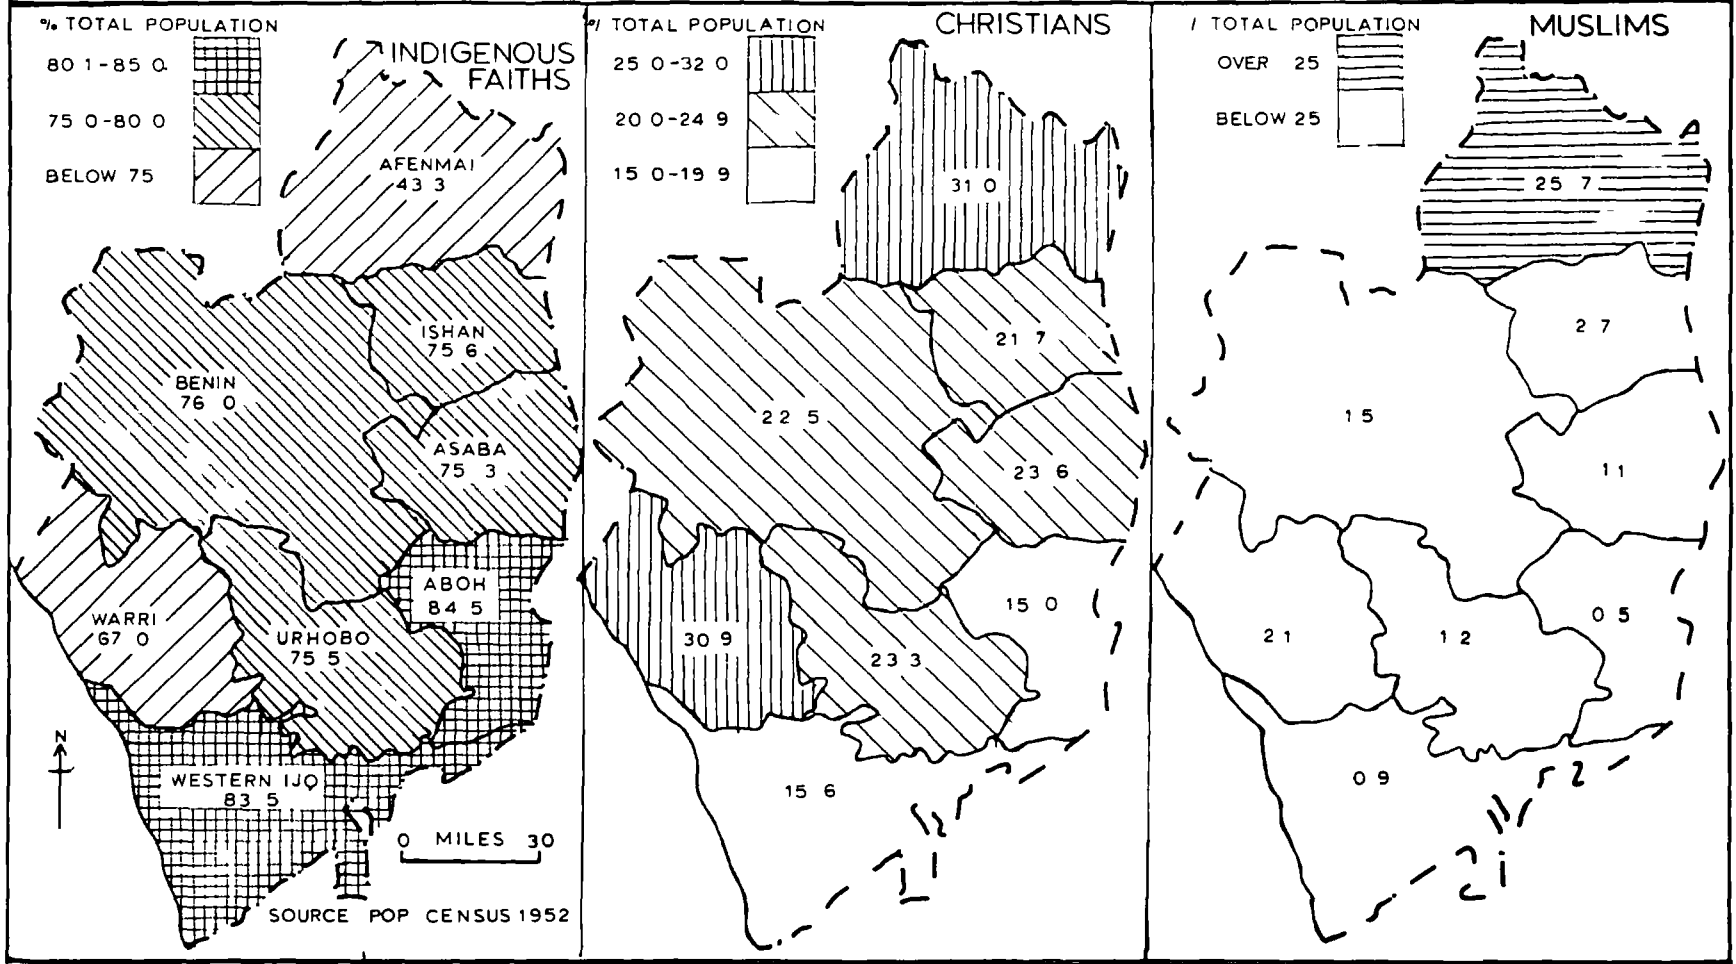 % TOTAL POPULATION
INDIGENOUS
FAITHS
80 1-85 0
75 0-80 0
BELOW 75
AFENMAI
43 3
ISHAN
75 6
BENIN
76 0
ASABA
75 3
ABOH
84 5
WARRI
67 0
URHOBO
75 5
WESTERN IJO
83 5
N
0 MILES 30
SOURCE POP CENSUS 1952
% TOTAL POPULATION
CHRISTIANS
25 0-32 0
20 0-24 9
15 0-19 9
31 0
21 7
22 5
23 6
15 0
30 9
23 3
15 6
/ TOTAL POPULATION
MUSLIMS
OVER 25
BELOW 25
25 7
2 7
1 5
1 1
0 5
2 1
1 2
0 9